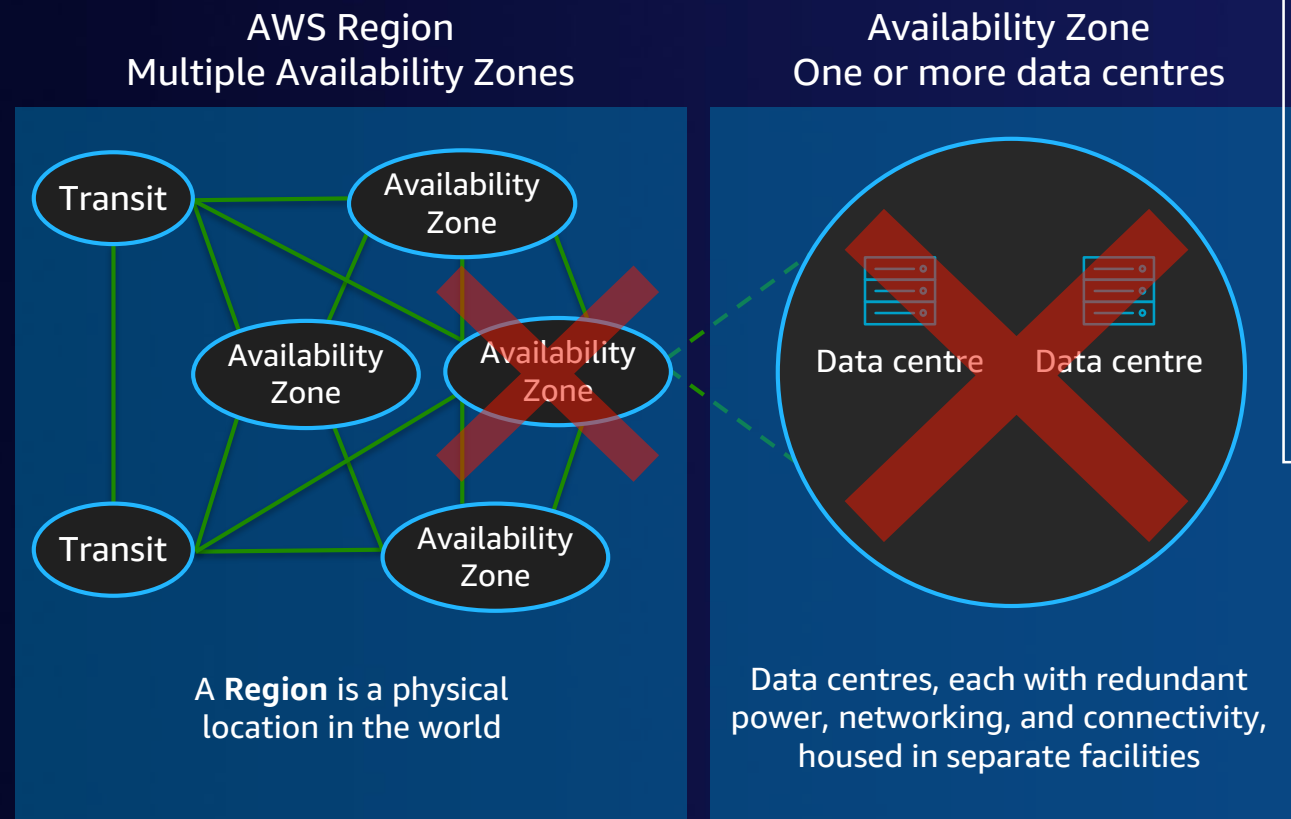 AWS Region
Multiple Availability Zones
Transit
Availability
Zone
Availability
Zone
Availability
Zone
Transit
Availability
Zone
A Region is a physical
location in the world
Availability Zone
One or more data centres
Data centre
Data centre
Data centres, each with redundant
power, networking, and connectivity,
housed in separate facilities